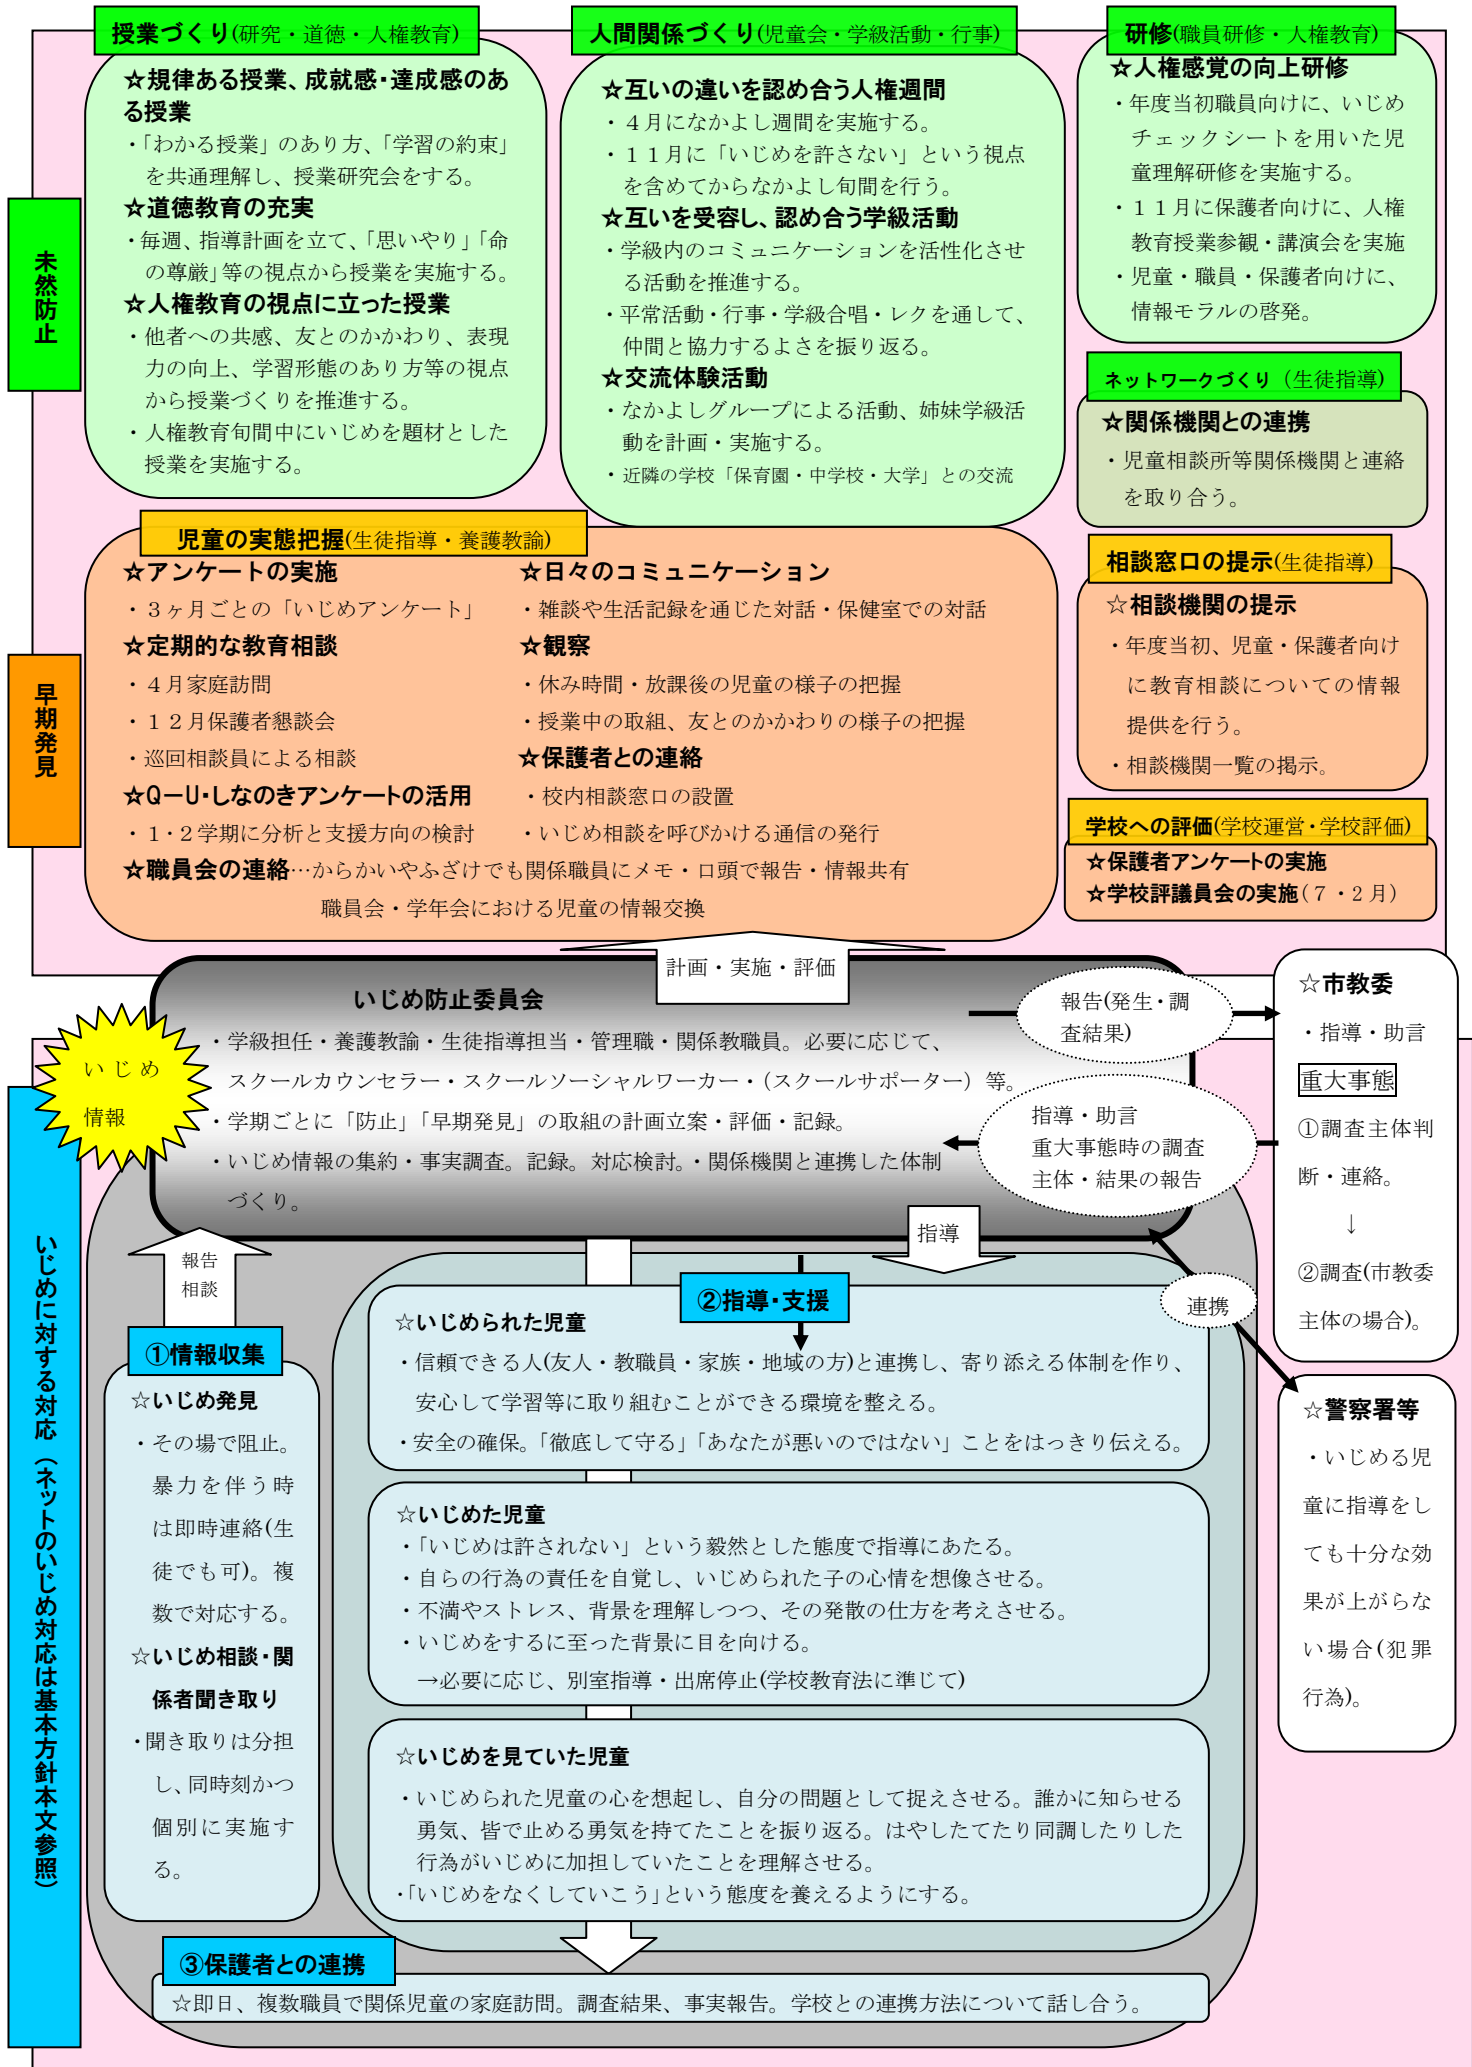 授業づくり(研究・道徳・人権教育)
☆規律ある授業、成就感・達成感のあ
る授業
・「わかる授業」のあり方、「学習の約束」
を共通理解し、授業研究会をする。
☆道徳教育の充実
・毎週、指導計画を立て、「思いやり」「命
の尊厳」等の視点から授業を実施する。
☆人権教育の視点に立った授業
・他者への共感、友とのかかわり、表現
力の向上、学習形態のあり方等の視点
から授業づくりを推進する。
・人権教育旬間中にいじめを題材とした
授業を実施する。
人間関係づくり(児童会・学級活動・行事)
☆互いの違いを認め合う人権週間
・４月になかよし週間を実施する。
・１１月に「いじめを許さない」という視点
を含めてからなかよし旬間を行う。
☆互いを受容し、認め合う学級活動
・学級内のコミュニケーションを活性化させ
る活動を推進する。
・平常活動・行事・学級合唱・レクを通して、
仲間と協力するよさを振り返る。
☆交流体験活動
・なかよしグループによる活動、姉妹学級活
動を計画・実施する。
・近隣の学校「保育園・中学校・大学」との交流
研修(職員研修・人権教育)
☆人権感覚の向上研修
・年度当初職員向けに、いじめ
チェックシートを用いた児
童理解研修を実施する。
・１１月に保護者向けに、人権
教育授業参観・講演会を実施
・児童・職員・保護者向けに、
情報モラルの啓発。
ネットワークづくり（生徒指導)
☆関係機関との連携
・児童相談所等関係機関と連絡
を取り合う。
未然防止
早期発見
児童の実態把握(生徒指導・養護教諭)
☆アンケートの実施
・３ヶ月ごとの「いじめアンケート」
☆定期的な教育相談
・４月家庭訪問
・１２月保護者懇談会
・巡回相談員による相談
☆Q－U・しなのきアンケートの活用
・１・２学期に分析と支援方向の検討
☆日々のコミュニケーション
・雑談や生活記録を通じた対話・保健室での対話
☆観察
・休み時間・放課後の児童の様子の把握
・授業中の取組、友とのかかわりの様子の把握
☆保護者との連絡
・校内相談窓口の設置
・いじめ相談を呼びかける通信の発行
☆職員会の連絡…からかいやふざけでも関係職員にメモ・口頭で報告・情報共有
職員会・学年会における児童の情報交換
相談窓口の提示(生徒指導)
☆相談機関の提示
・年度当初、児童・保護者向け
に教育相談についての情報
提供を行う。
・相談機関一覧の掲示。
学校への評価(学校運営・学校評価)
☆保護者アンケートの実施
☆学校評議員会の実施(７・２月)
計画・実施・評価
いじめ防止委員会
・学級担任・養護教諭・生徒指導担当・管理職・関係教職員。必要に応じて、
スクールカウンセラー・スクールソーシャルワーカー・（スクールサポーター）等。
・学期ごとに「防止」「早期発見」の取組の計画立案・評価・記録。
・いじめ情報の集約・事実調査。記録。対応検討。・関係機関と連携した体制
づくり。
いじめ
情報
報告(発生・調
査結果)
指導・助言
重大事態時の調査
主体・結果の報告
☆市教委
・指導・助言
重大事態
①調査主体判
断・連絡。
↓
②調査(市教委
主体の場合)。
連携
☆警察署等
・いじめる児
童に指導をし
ても十分な効
果が上がらな
い場合(犯罪
行為)。
いじめに対する対応（ネットのいじめ対応は基本方針本文参照）
報告
相談
①情報収集
☆いじめ発見
・その場で阻止。
暴力を伴う時
は即時連絡(生
徒でも可)。複
数で対応する。
☆いじめ相談・関
係者聞き取り
・聞き取りは分担
し、同時刻かつ
個別に実施す
る。
指導
②指導・支援
☆いじめられた児童
・信頼できる人(友人・教職員・家族・地域の方)と連携し、寄り添える体制を作り、
安心して学習等に取り組むことができる環境を整える。
・安全の確保。「徹底して守る」「あなたが悪いのではない」ことをはっきり伝える。
☆いじめた児童
・「いじめは許されない」という毅然とした態度で指導にあたる。
・自らの行為の責任を自覚し、いじめられた子の心情を想像させる。
・不満やストレス、背景を理解しつつ、その発散の仕方を考えさせる。
・いじめをするに至った背景に目を向ける。
→必要に応じ、別室指導・出席停止(学校教育法に準じて)
☆いじめを見ていた児童
・いじめられた児童の心を想起し、自分の問題として捉えさせる。誰かに知らせる
勇気、皆で止める勇気を持てたことを振り返る。はやしたてたり同調したりした
行為がいじめに加担していたことを理解させる。
・「いじめをなくしていこう」という態度を養えるようにする。
③保護者との連携
☆即日、複数職員で関係児童の家庭訪問。調査結果、事実報告。学校との連携方法について話し合う。